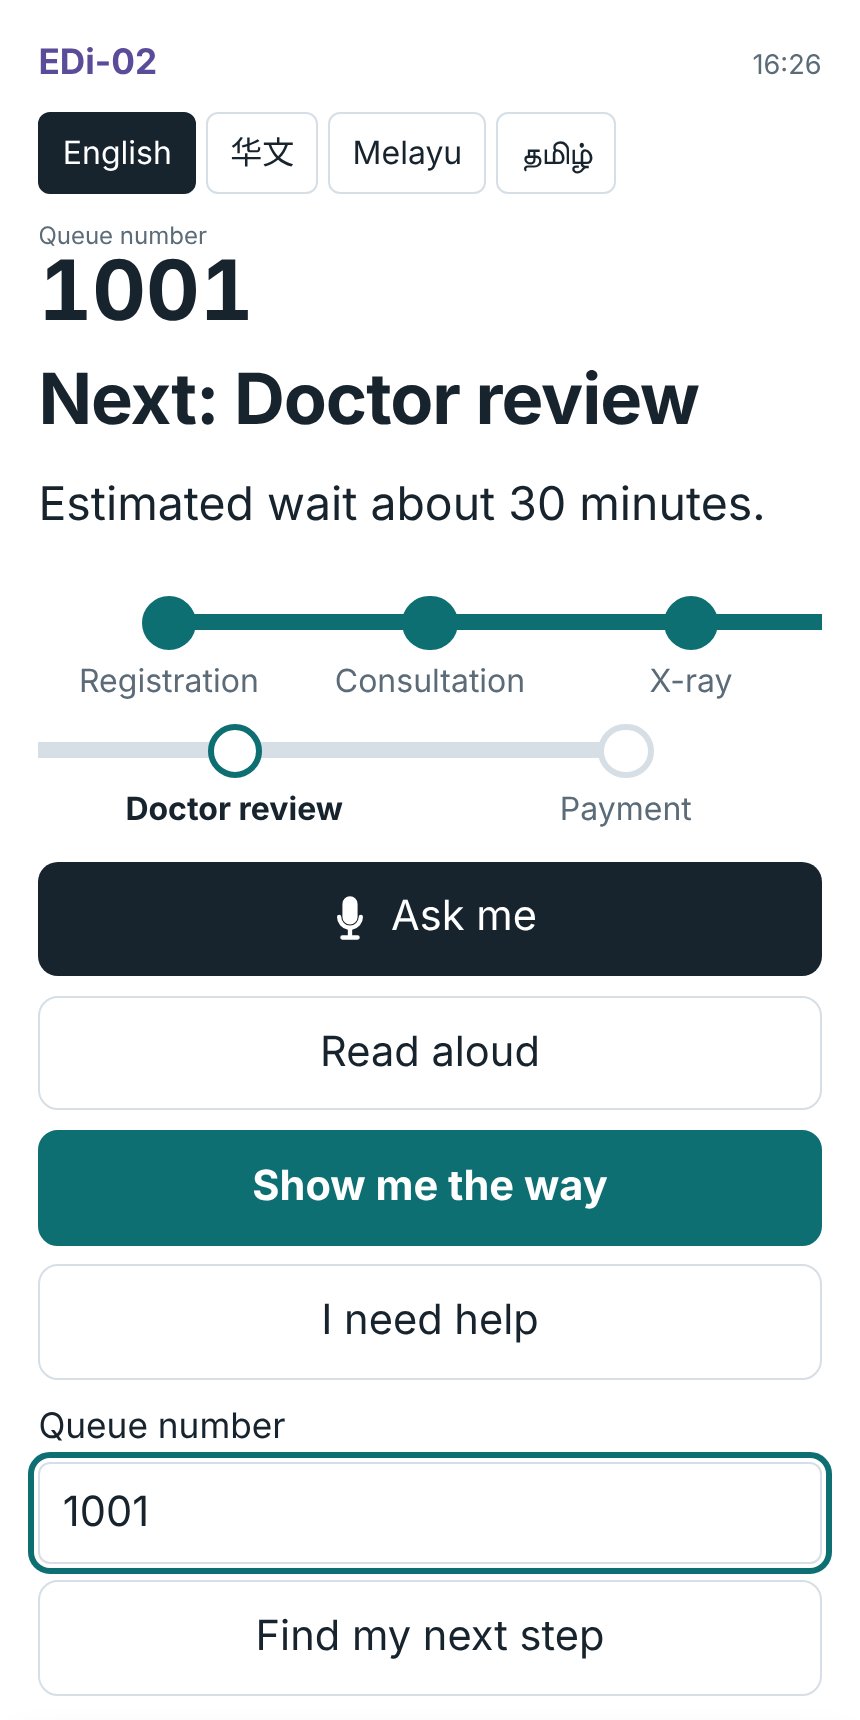 EDi-02
16:26
English
华文
Melayu
தமிழ்
Queue number
1001
Next: Doctor review
Estimated wait about 30 minutes.
Registration
Consultation
X-ray
Doctor review
Payment
Ask me
Read aloud
Show me the way
I need help
Queue number
1001
Find my next step